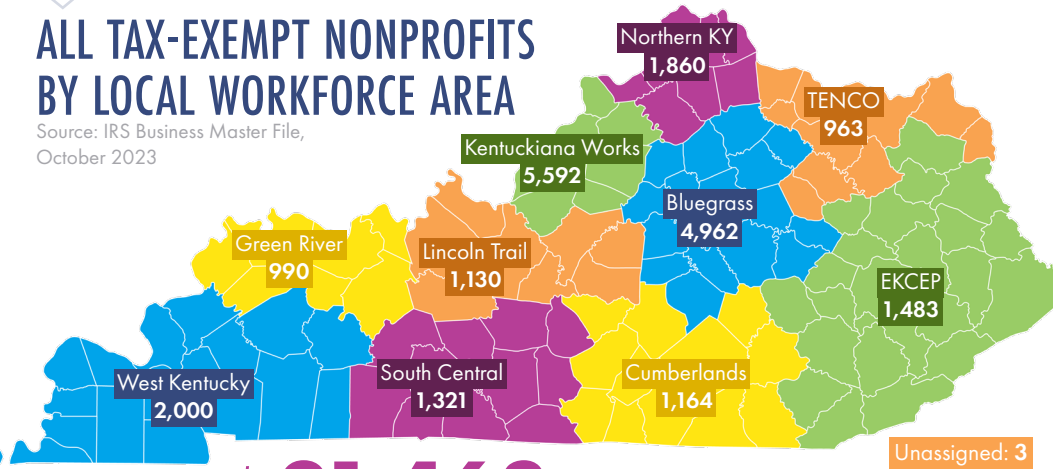 ALL TAX-EXEMPT NONPROFITS
BY LOCAL WORKFORCE AREA
Source: IRS Business Master File,
October 2023
Northern KY
1,860
TENCO
963
Kentuckiana Works
5,592
Bluegrass
4,962
Green River
990
Lincoln Trail
1,130
EKCEP
1,483
West Kentucky
2,000
South Central
1,321
Cumberlands
1,164
Unassigned: 3